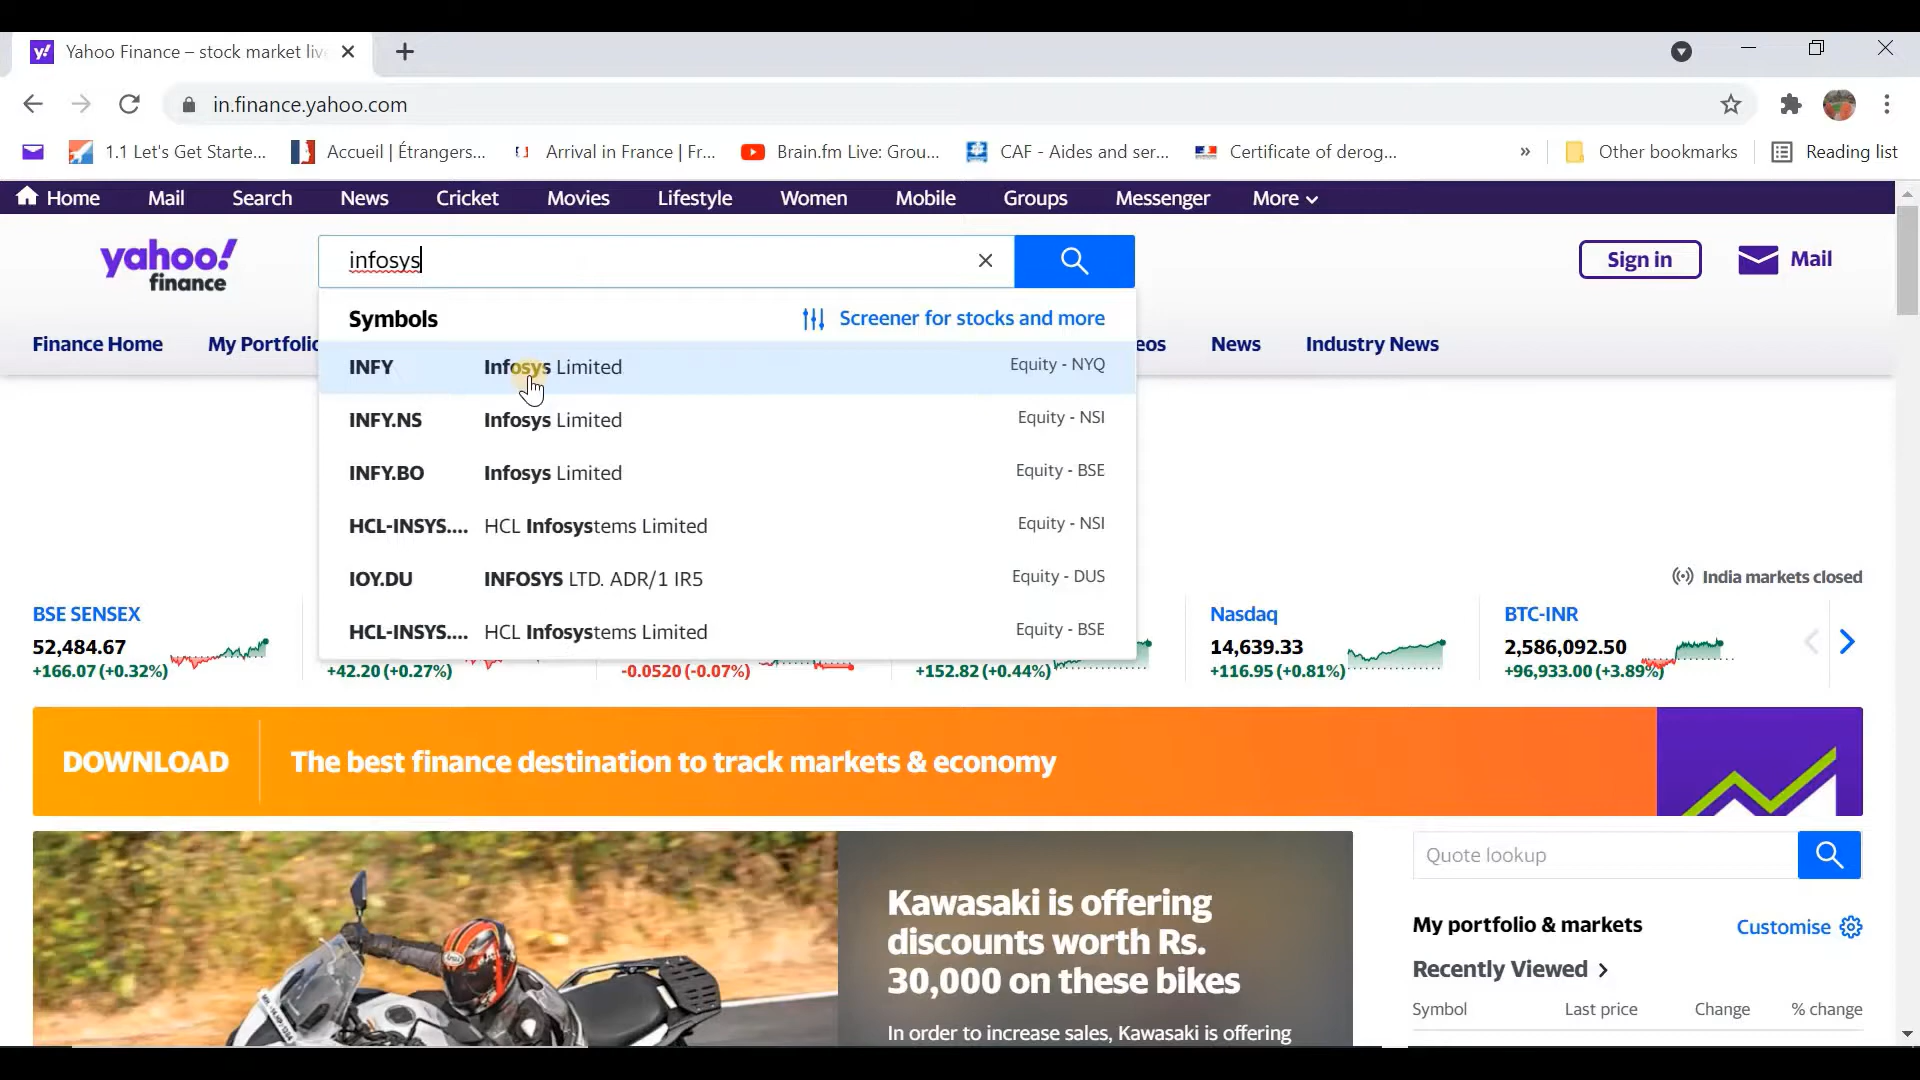 Yahoo Finance – stock market liv
in.finance.yahoo.com
1.1 Let's Get Starte... Accueil | Étrangers... Arrival in France | Fr... Brain.fm Live: Grou... CAF - Aides and ser... Certificate of derog... » Other bookmarks Reading list
Home Mail Search News Cricket Movies Lifestyle Women Mobile Groups Messenger More
yahoo!
finance
infosys
Sign in
Mail
Symbols
Screener for stocks and more
Finance Home My Portfolio eos News Industry News
INFY Infosys Limited Equity - NYQ
INFY.NS Infosys Limited Equity - NSI
INFY.BO Infosys Limited Equity - BSE
HCL-INSYS.... HCL Infosystems Limited Equity - NSI
IOY.DU INFOSYS LTD. ADR/1 IR5 Equity - DUS
HCL-INSYS.... HCL Infosystems Limited Equity - BSE
India markets closed
BSE SENSEX
52,484.67
+166.07 (+0.32%)
+42.20 (+0.27%)
-0.0520 (-0.07%)
+152.82 (+0.44%)
Nasdaq
14,639.33
+116.95 (+0.81%)
BTC-INR
2,586,092.50
+96,933.00 (+3.89%)
DOWNLOAD The best finance destination to track markets & economy
Kawasaki is offering
discounts worth Rs.
30,000 on these bikes
In order to increase sales, Kawasaki is offering
Quote lookup
My portfolio & markets
Customise
Recently Viewed
Symbol Last price Change % change